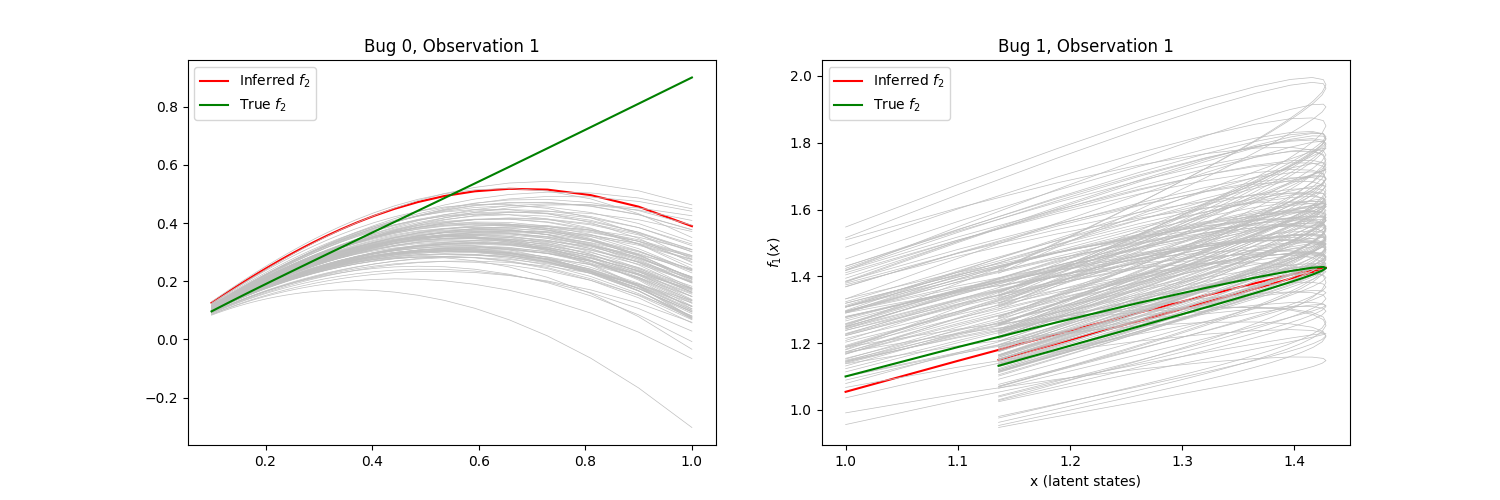 Bug 0, Observation 1
Inferred f₂
True f₂
0.8
0.6
0.4
0.2
0.0
−0.2
0.2
0.4
0.6
0.8
1.0
Bug 1, Observation 1
Inferred f₂
True f₂
f₁(x)
2.0
1.8
1.6
1.4
1.2
1.0
1.0
1.1
1.2
1.3
1.4
x (latent states)